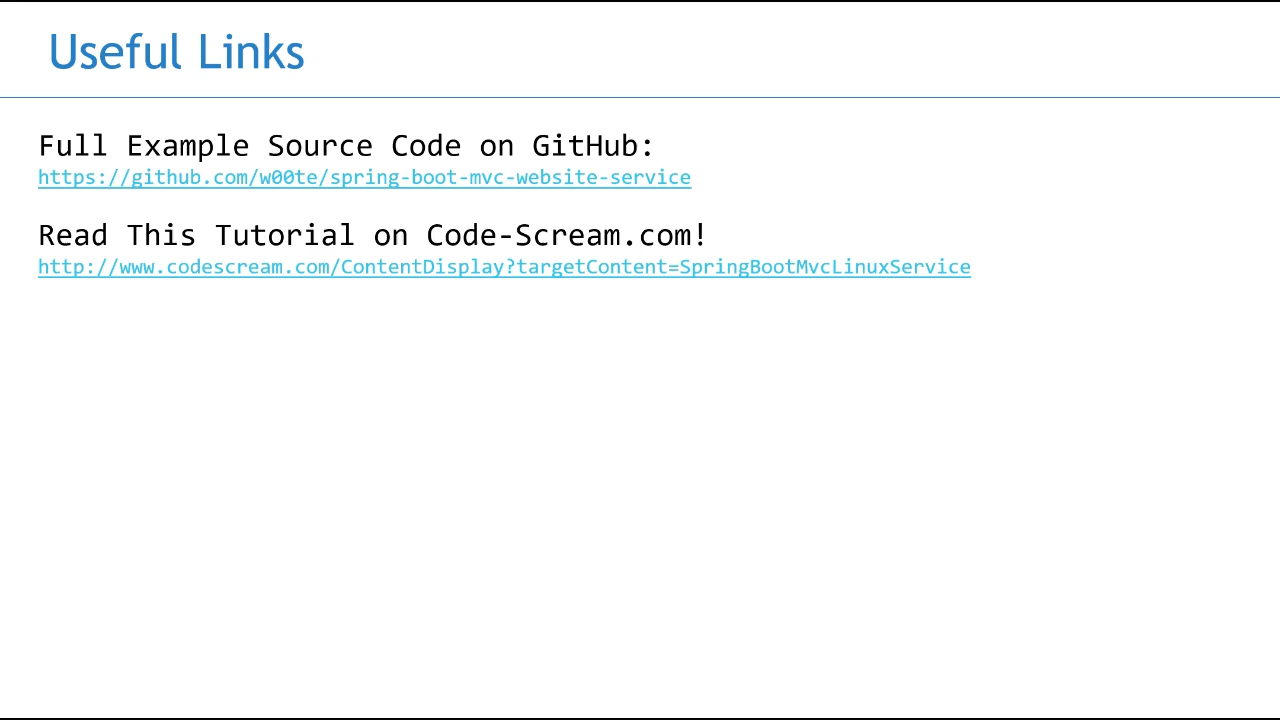 Useful Links
Full Example Source Code on GitHub:
https://github.com/w00te/spring-boot-mvc-website-service
Read This Tutorial on Code-Scream.com!
http://www.codescream.com/ContentDisplay?targetContent=SpringBootMvcLinuxService